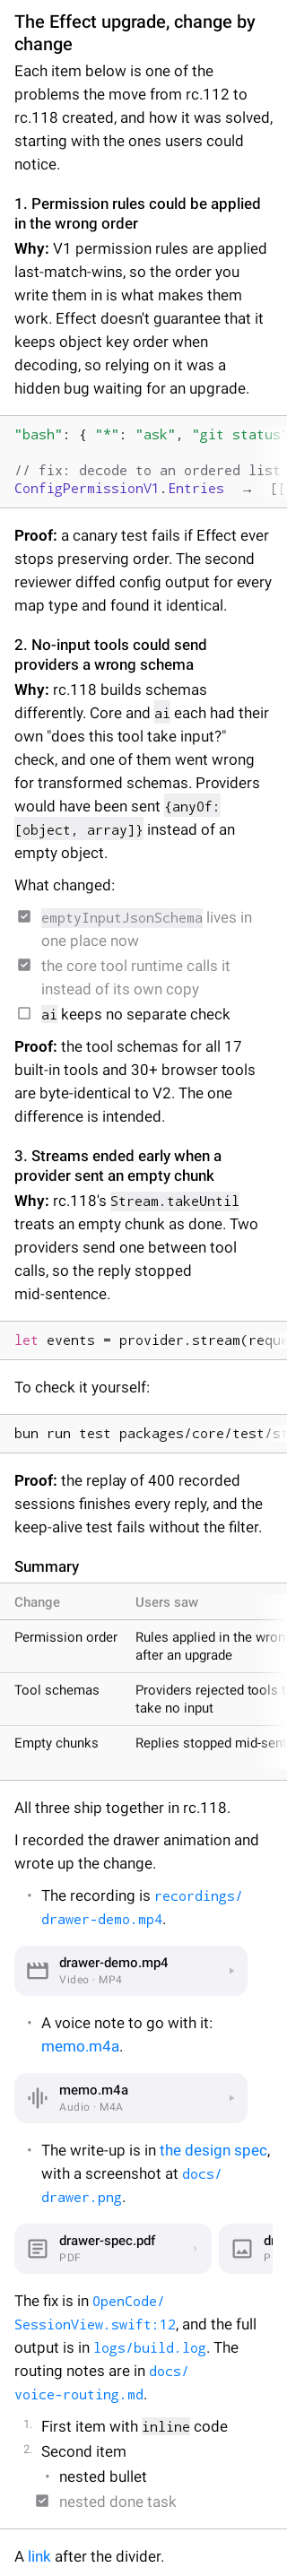 The Effect upgrade, change by
change
Each item below is one of the
problems the move from rc.112 to
rc.118 created, and how it was solved,
starting with the ones users could
notice.
1. Permission rules could be applied
in the wrong order
Why: V1 permission rules are applied
last-match-wins, so the order you
write them in is what makes them
work. Effect doesn't guarantee that it
keeps object key order when
decoding, so relying on it was a
hidden bug waiting for an upgrade.
"bash": { "*": "ask", "git status"
// fix: decode to an ordered list
ConfigPermissionV1.Entries → [[
Proof: a canary test fails if Effect ever
stops preserving order. The second
reviewer diffed config output for every
map type and found it identical.
2. No-input tools could send
providers a wrong schema
Why: rc.118 builds schemas
differently. Core and ai each had their
own "does this tool take input?"
check, and one of them went wrong
for transformed schemas. Providers
would have been sent {anyOf:
[object, array]} instead of an
empty object.
What changed:
emptyInputJsonSchema lives in
one place now
the core tool runtime calls it
instead of its own copy
ai keeps no separate check
Proof: the tool schemas for all 17
built-in tools and 30+ browser tools
are byte-identical to V2. The one
difference is intended.
3. Streams ended early when a
provider sent an empty chunk
Why: rc.118's Stream.takeUntil
treats an empty chunk as done. Two
providers send one between tool
calls, so the reply stopped
mid-sentence.
let events = provider.stream(reque
To check it yourself:
bun run test packages/core/test/st
Proof: the replay of 400 recorded
sessions finishes every reply, and the
keep-alive test fails without the filter.
Summary
Change Users saw
Permission order Rules applied in the wron
after an upgrade
Tool schemas Providers rejected tools t
take no input
Empty chunks Replies stopped mid-sent
All three ship together in rc.118.
I recorded the drawer animation and
wrote up the change.
• The recording is recordings/
drawer-demo.mp4.
drawer-demo.mp4
Video · MP4
• A voice note to go with it:
memo.m4a.
memo.m4a
Audio · M4A
• The write-up is in the design spec,
with a screenshot at docs/
drawer.png.
drawer-spec.pdf dr
PDF P
The fix is in OpenCode/
SessionView.swift:12, and the full
output is in logs/build.log. The
routing notes are in docs/
voice-routing.md.
1. First item with inline code
2. Second item
• nested bullet
nested done task
A link after the divider.